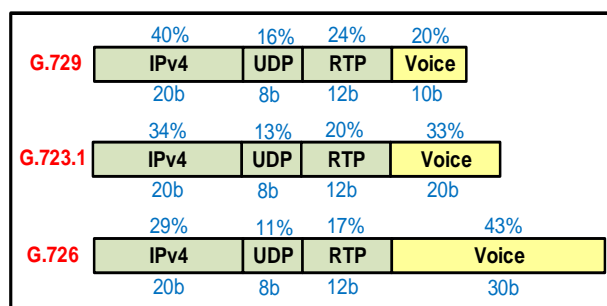 40% 16% 24% 20%
G.729 IPv4 UDP RTP Voice
20b 8b 12b 10b
34% 13% 20% 33%
G.723.1 IPv4 UDP RTP Voice
20b 8b 12b 20b
29% 11% 17% 43%
G.726 IPv4 UDP RTP Voice
20b 8b 12b 30b